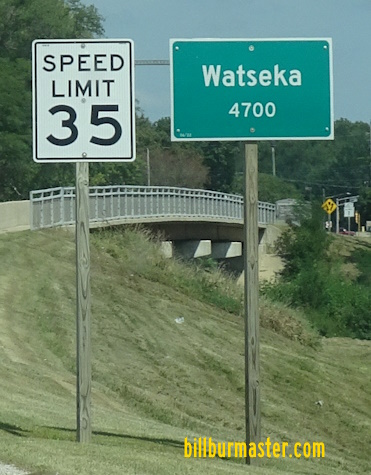 SPEED
LIMIT
35
Watseka
4700
billburmaster.com